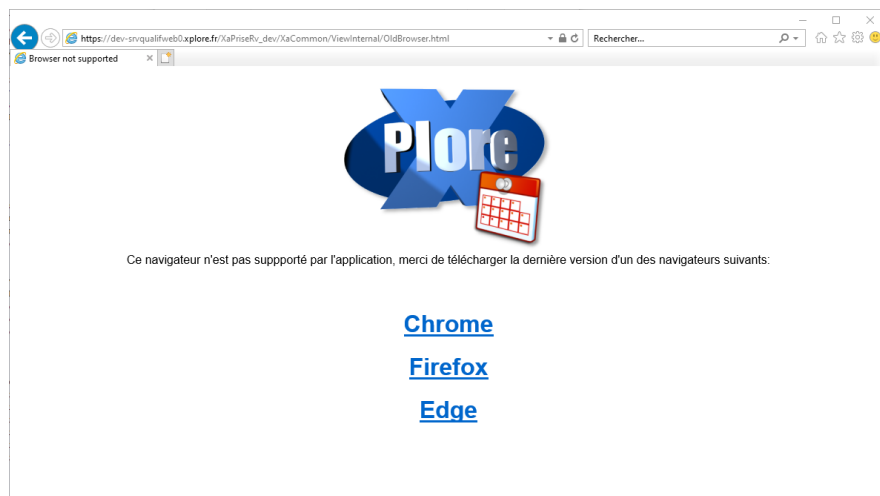 https://dev-srvqualifweb0.xplore.fr/XaPriseRv_dev/XaCommon/ViewInternal/OldBrowser.html
Rechercher...
Browser not supported
Plore
Ce navigateur n'est pas suppporté par l'application, merci de télécharger la dernière version d'un des navigateurs suivants:
Chrome
Firefox
Edge